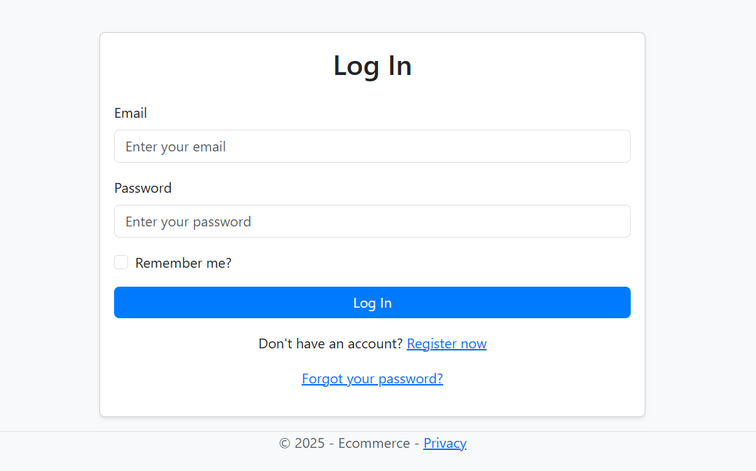 Log In
Email
Enter your email
Password
Enter your password
Remember me?
Log In
Don't have an account? Register now
Forgot your password?
© 2025 - Ecommerce - Privacy